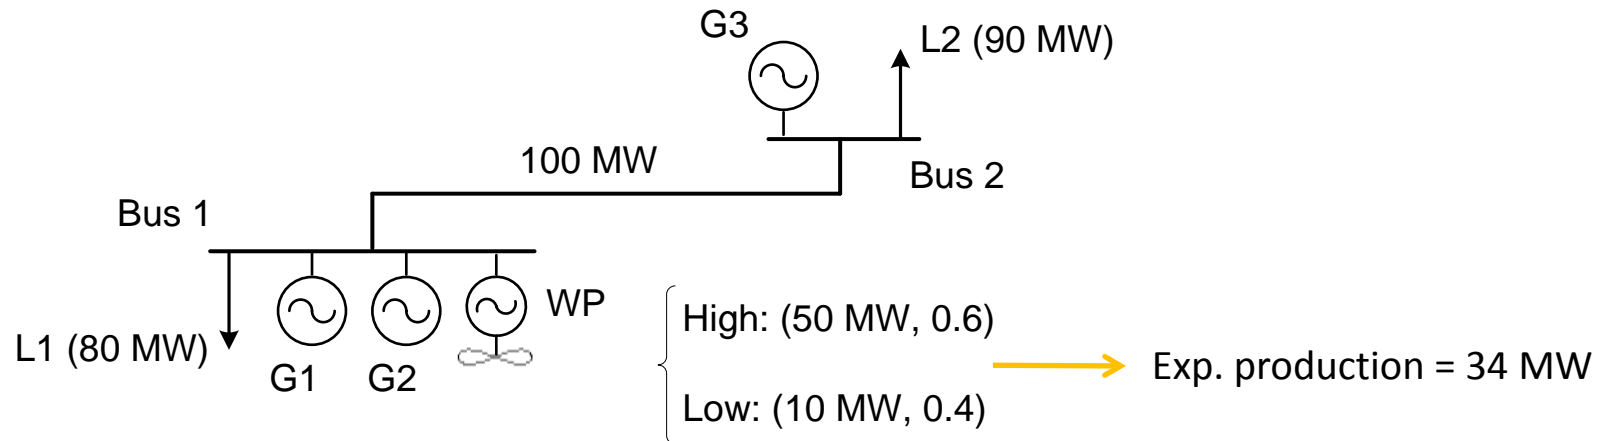 G3
L2 (90 MW)
100 MW
Bus 2
Bus 1
WP
High: (50 MW, 0.6)
L1 (80 MW)
G1
G2
Exp. production = 34 MW
Low: (10 MW, 0.4)